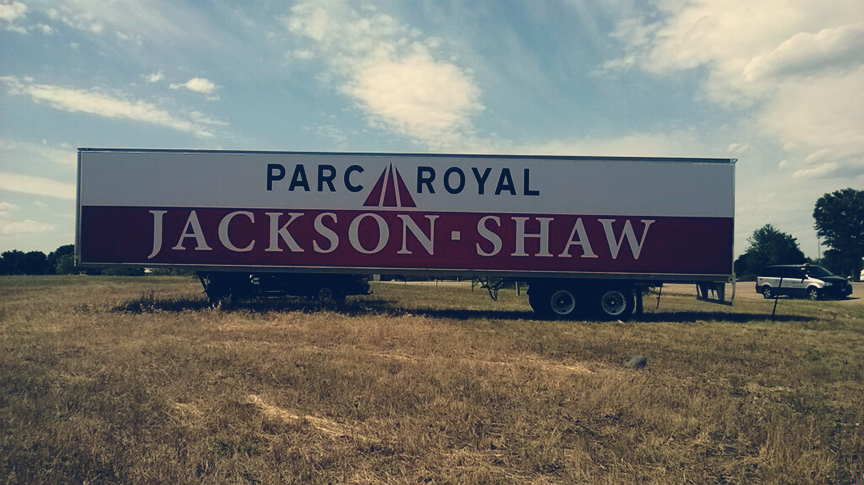 PARC ROYAL
JACKSON · SHAW